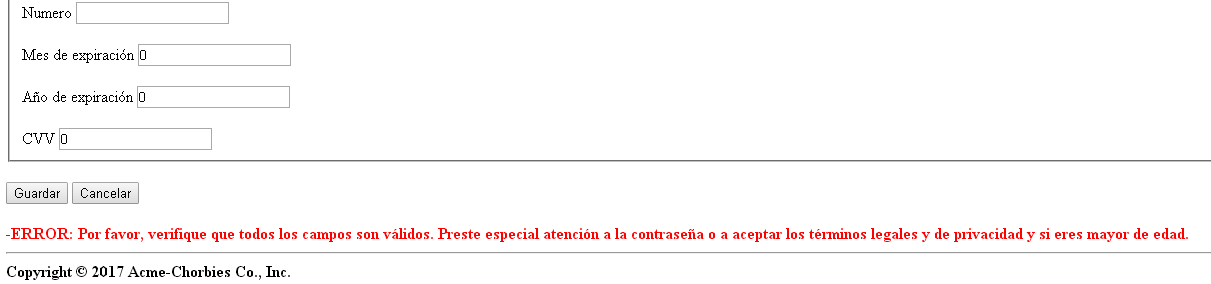 Numero
Mes de expiración 0
Año de expiración 0
CVV 0
Guardar Cancelar
-ERROR: Por favor, verifique que todos los campos son válidos. Preste especial atención a la contraseña o a aceptar los términos legales y de privacidad y si eres mayor de edad.
Copyright © 2017 Acme-Chorbies Co., Inc.